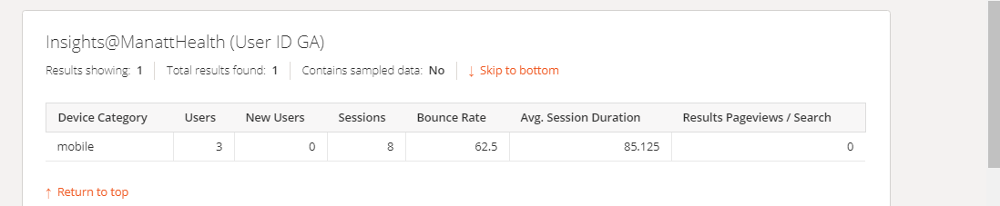 Insights@ManattHealth (User ID GA)
Results showing: 1 Total results found: 1 Contains sampled data: No ↓ Skip to bottom
Device Category Users New Users Sessions Bounce Rate Avg. Session Duration Results Pageviews / Search
mobile 3 0 8 62.5 85.125 0
↑ Return to top